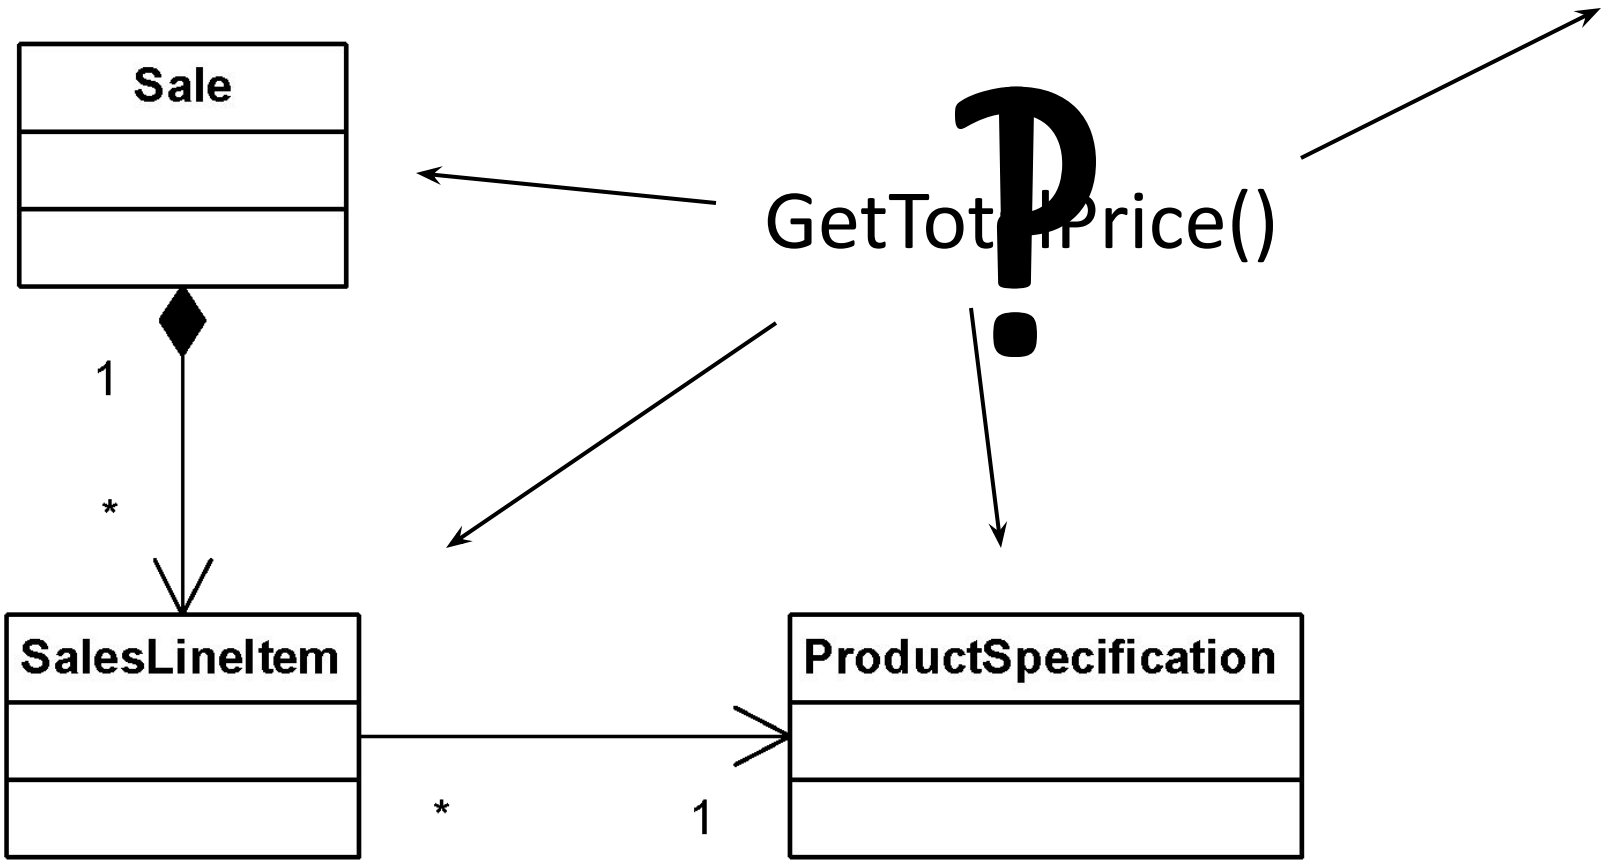 Sale
‽
GetTotalPrice()
1
*
SalesLineItem
ProductSpecification
*
1